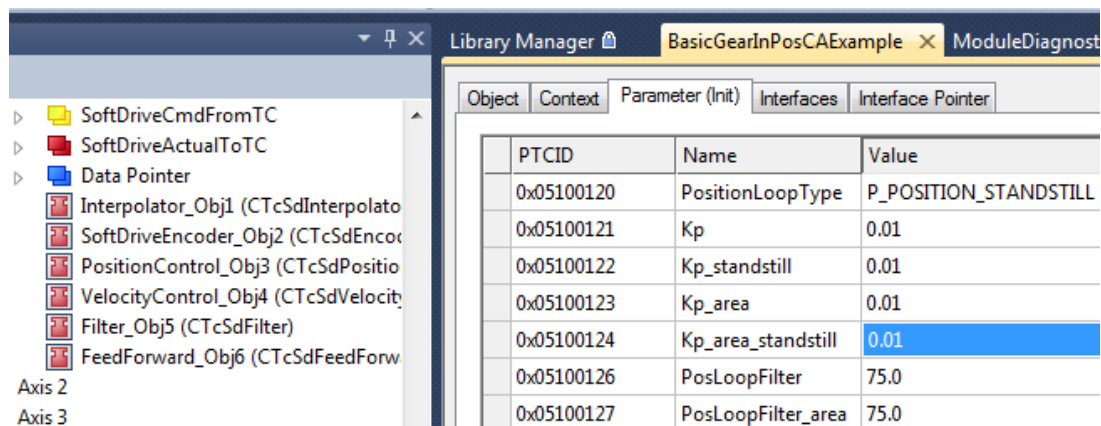 Library Manager
BasicGearInPosCAExample
ModuleDiagnost
Object
Context
Parameter (Init)
Interfaces
Interface Pointer
SoftDriveCmdFromTC
SoftDriveActualToTC
Data Pointer
Interpolator_Obj1 (CTcSdInterpolato
SoftDriveEncoder_Obj2 (CTcSdEncod
PositionControl_Obj3 (CTcSdPositio
VelocityControl_Obj4 (CTcSdVelocity
Filter_Obj5 (CTcSdFilter)
FeedForward_Obj6 (CTcSdFeedForw
Axis 2
Axis 3
PTCID Name Value
0x05100120 PositionLoopType P_POSITION_STANDSTILL
0x05100121 Kp 0.01
0x05100122 Kp_standstill 0.01
0x05100123 Kp_area 0.01
0x05100124 Kp_area_standstill 0.01
0x05100126 PosLoopFilter 75.0
0x05100127 PosLoopFilter_area 75.0